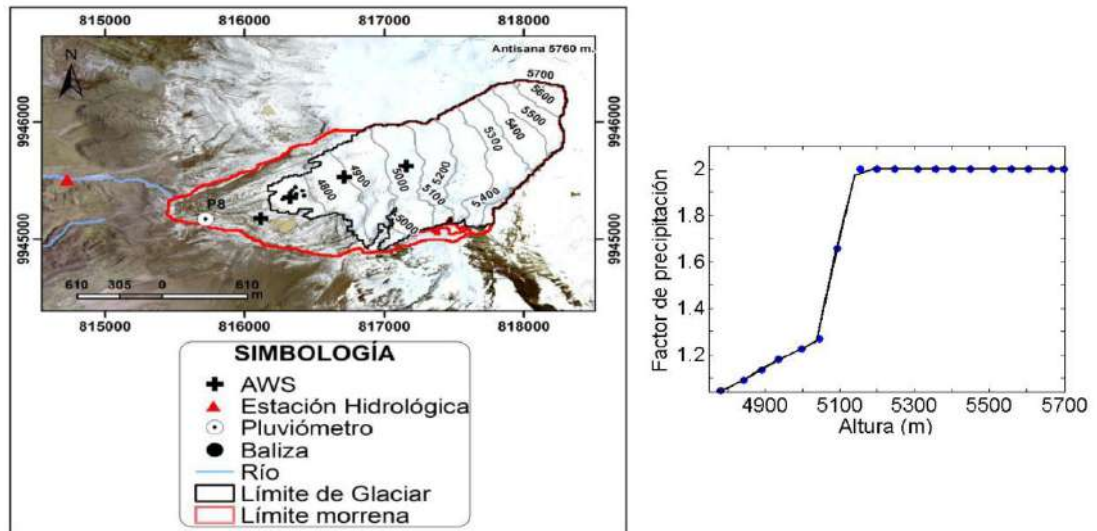 815000 816000 817000 818000
N
Antisana 5760 m.
9946000
9945000
9946000
9945000
5700
5600
5500
5400
5300
5200
5100
5000
4900
4800
5000
5400
P8
610 305 0 610
m
815000 816000 817000 818000
SIMBOLOGÍA
AWS
Estación Hidrológica
Pluviómetro
Baliza
Río
Límite de Glaciar
Límite morrena
Factor de precipitación
2
1.8
1.6
1.4
1.2
4900 5100 5300 5500 5700
Altura (m)